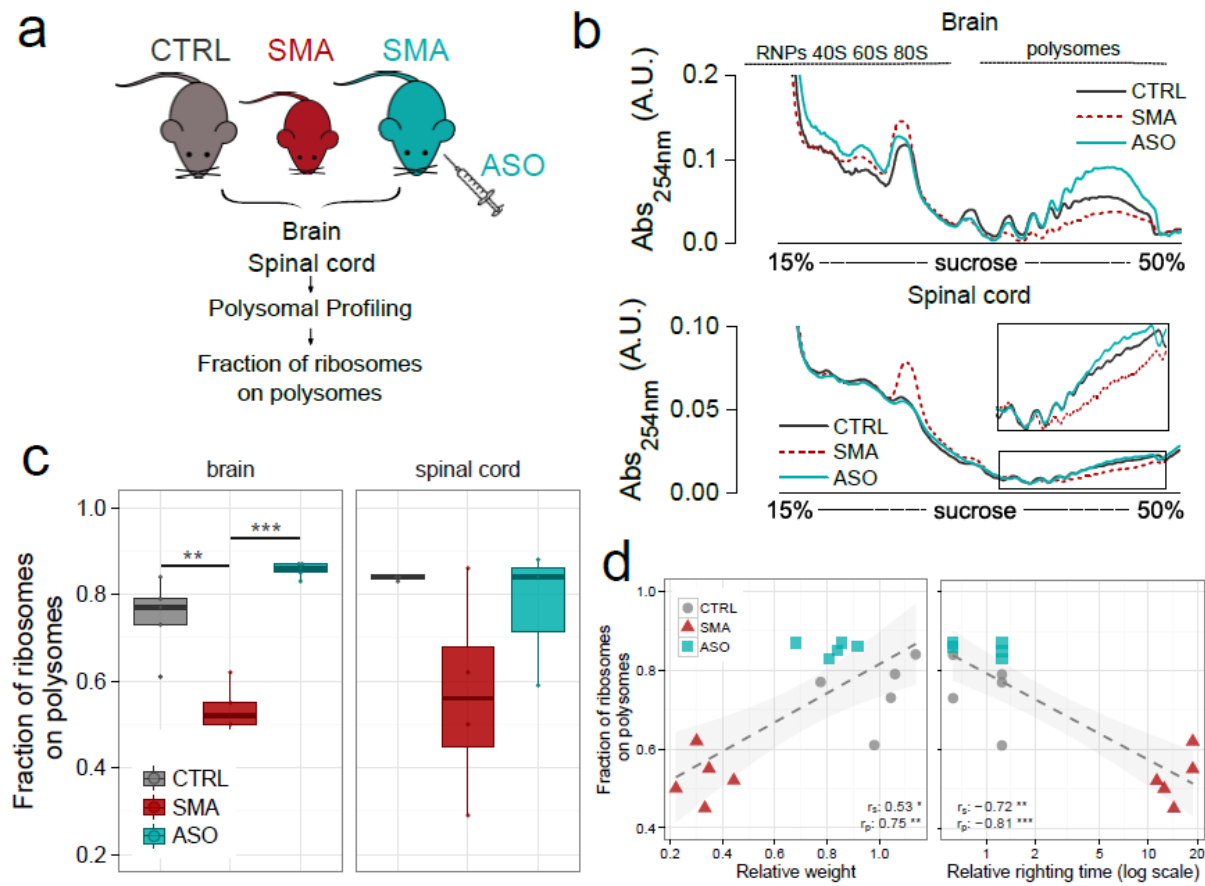 a
CTRL SMA SMA
ASO
Brain
Spinal cord
Polysomal Profiling
Fraction of ribosomes
on polysomes
b
Brain
RNPs 40S 60S 80S polysomes
Abs254nm (A.U.)
0.2
0.1
0.0
CTRL
SMA
ASO
15% sucrose 50%
Spinal cord
Abs254nm (A.U.)
0.10
0.05
0.00
CTRL
SMA
ASO
15% sucrose 50%
c
brain spinal cord
Fraction of ribosomes
on polysomes
1.0
0.8
0.6
0.4
0.2
** ***
CTRL
SMA
ASO
d
Fraction of ribosomes
on polysomes
1.0
0.8
0.6
0.4
CTRL
SMA
ASO
rs: 0.53 *
rp: 0.75 **
rs: −0.72 **
rp: −0.81 ***
0.2 0.4 0.6 0.8 1.0
Relative weight
1 2 5 10 20
Relative righting time (log scale)